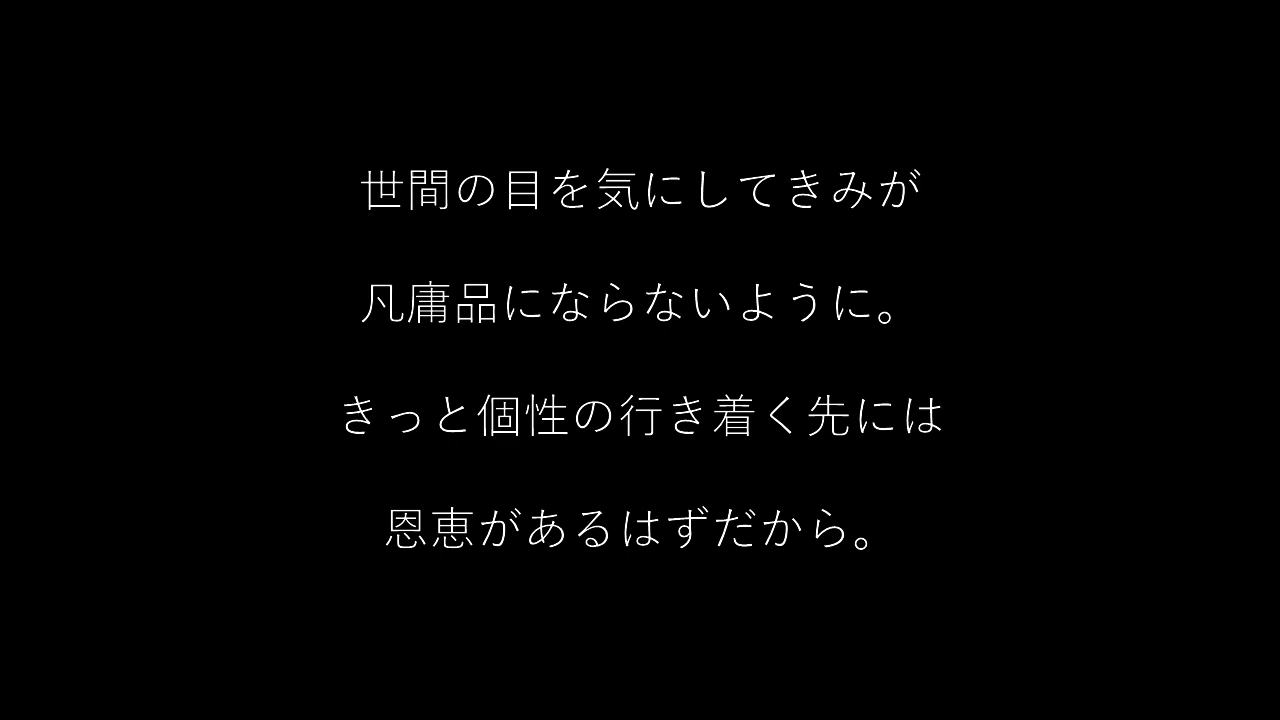 世間の目を気にしてきみが
凡庸品にならないように。
きっと個性の行き着く先には
恩恵があるはずだから。